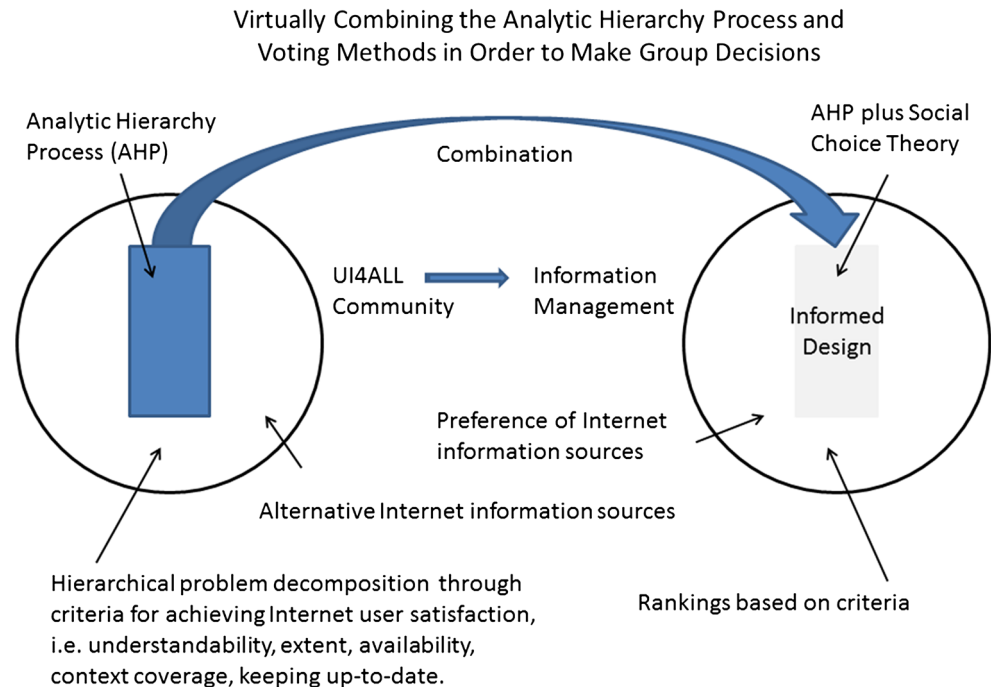 Virtually Combining the Analytic Hierarchy Process and
Voting Methods in Order to Make Group Decisions
Analytic Hierarchy
Process (AHP)
Combination
AHP plus Social
Choice Theory
UI4ALL
Community
Information
Management
Informed
Design
Preference of Internet
information sources
Alternative Internet information sources
Hierarchical problem decomposition through
criteria for achieving Internet user satisfaction,
i.e. understandability, extent, availability,
context coverage, keeping up-to-date.
Rankings based on criteria